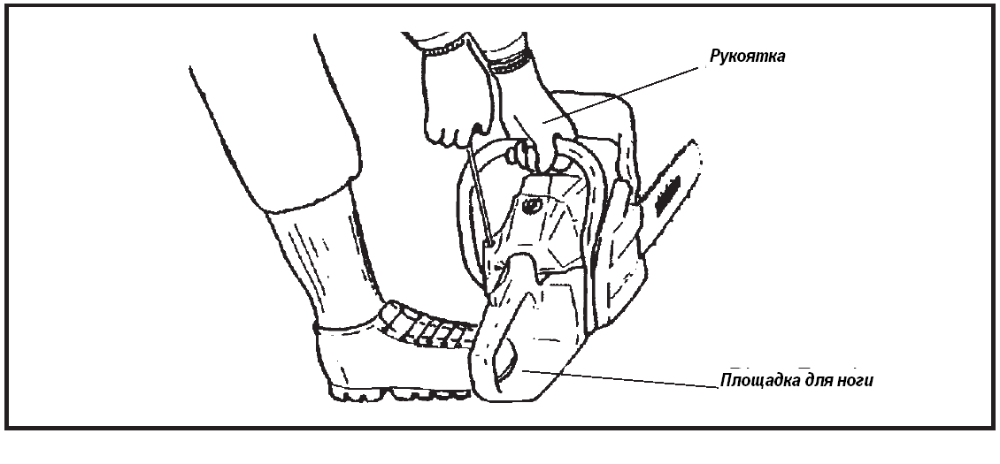 Рукоятка
Площадка для ноги